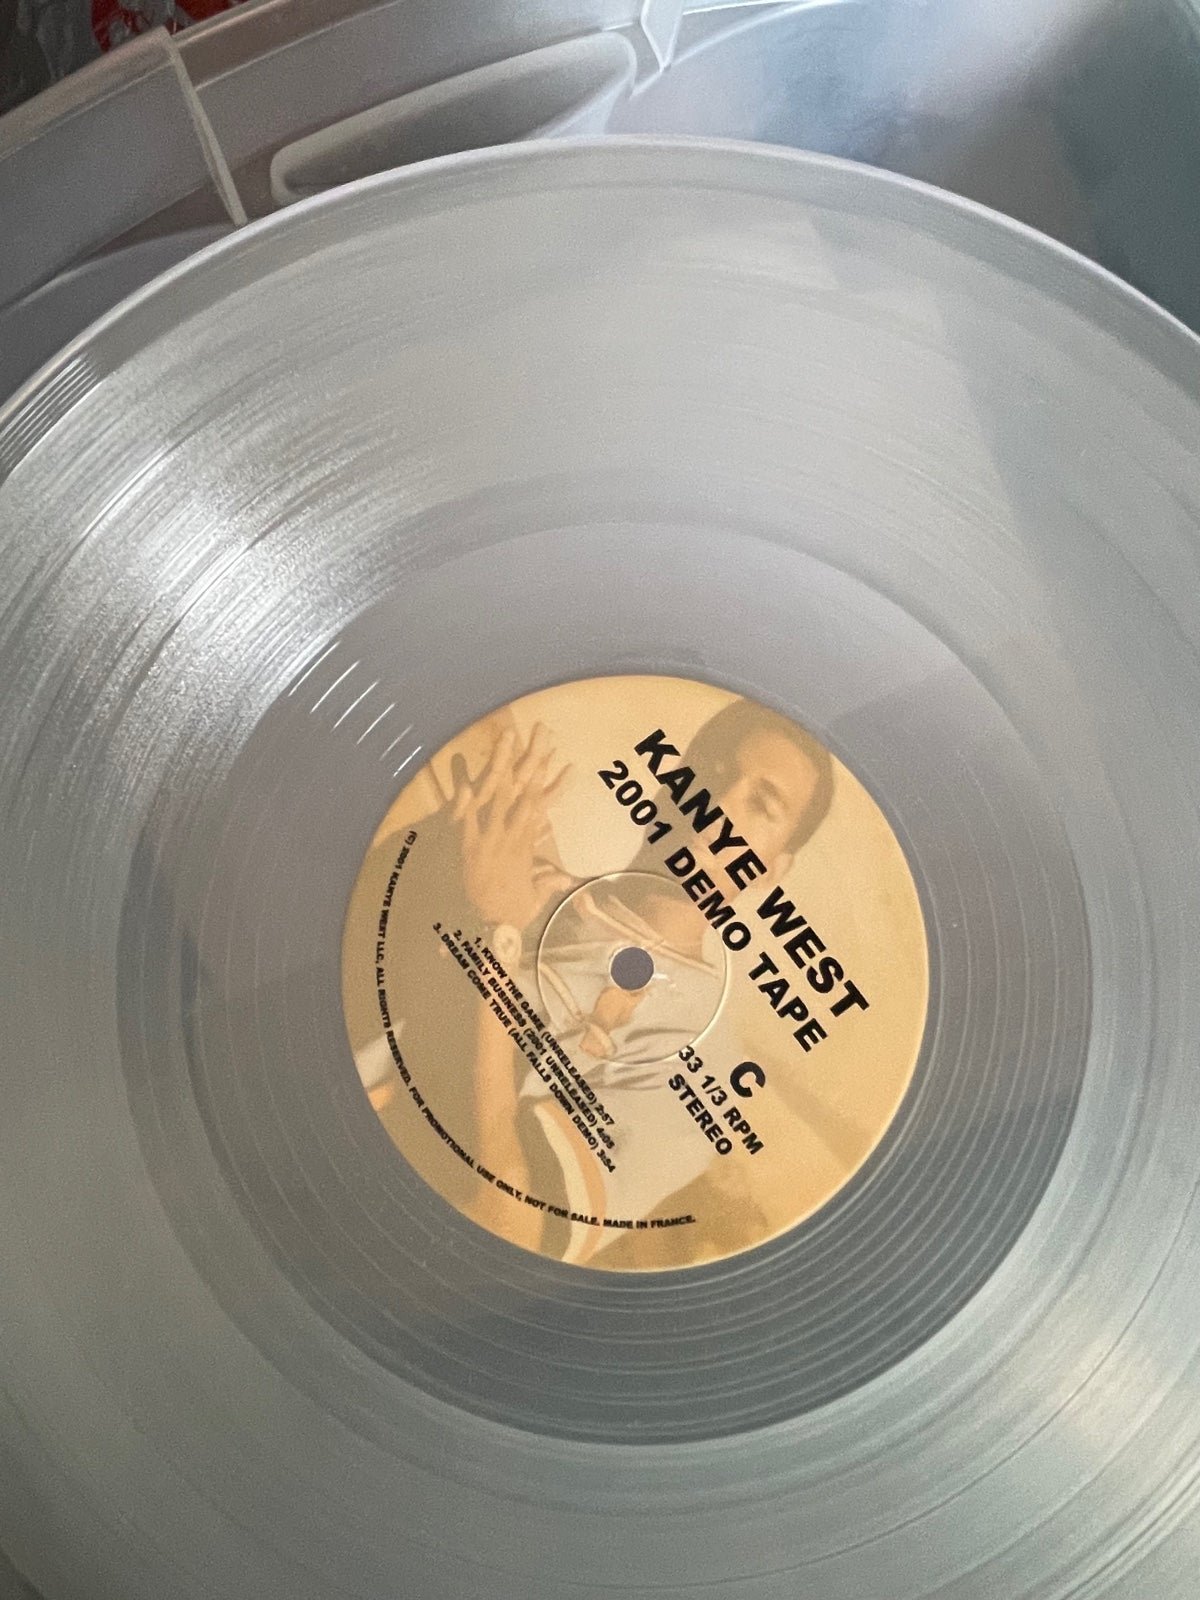 KANYE WEST
2001 DEMO TAPE
C
33 1/3 RPM
STEREO
1. KNOW THE GAME (UNRELEASED) 2:57
2. FAMILY BUSINESS (2001 UNRELEASED) 4:05
3. DREAM COME TRUE (ALL FALLS DOWN DEMO) 3:54
(C) 2001 KANYE WEST LLC. ALL RIGHTS RESERVED. FOR PROMOTIONAL USE ONLY, NOT FOR SALE. MADE IN FRANCE.